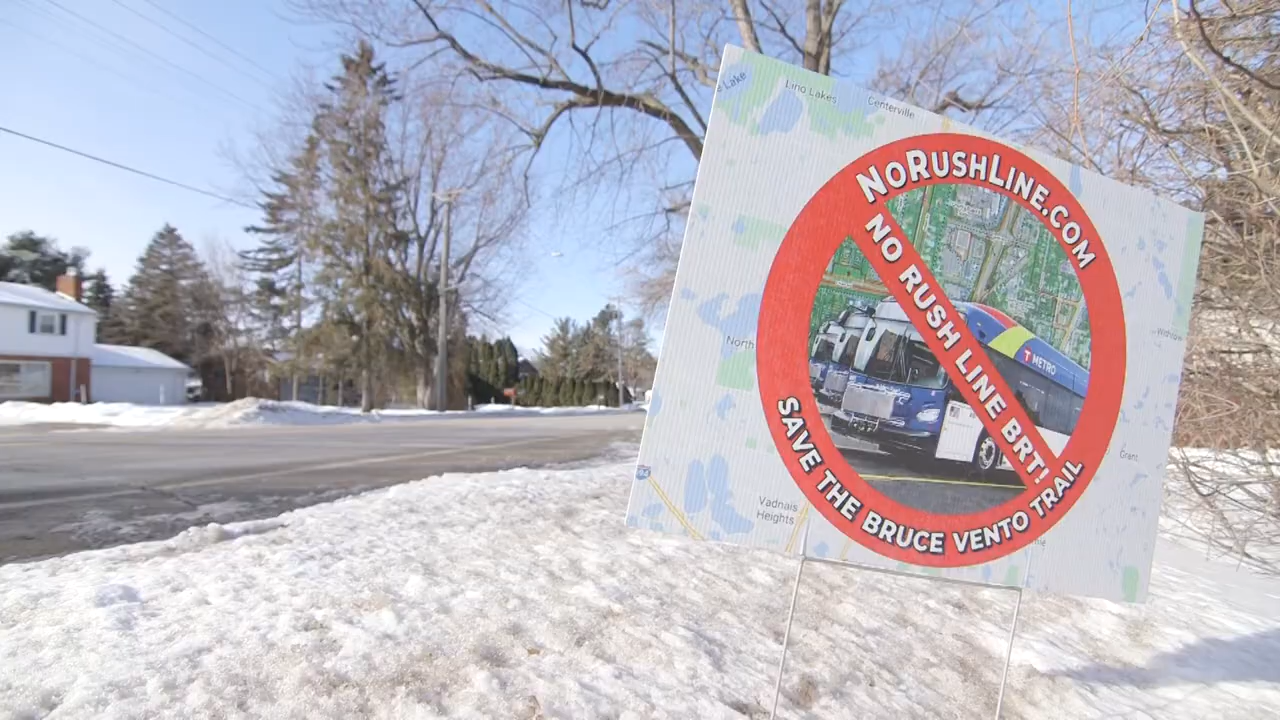 e Lake
Lino Lakes
Centerville
NORUSHLINE.COM
NO RUSH LINE BRT!
T METRO
North
Grant
Vadnais
Heights
SAVE THE BRUCE VENTO TRAIL